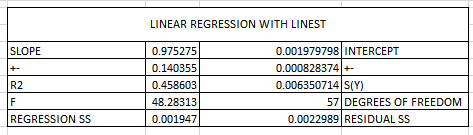 LINEAR REGRESSION WITH LINEST
SLOPE 0.975275 0.001979798 INTERCEPT
+- 0.140355 0.000828374 +-
R2 0.458603 0.006350714 S(Y)
F 48.28313 57 DEGREES OF FREEDOM
REGRESSION SS 0.001947 0.0022989 RESIDUAL SS